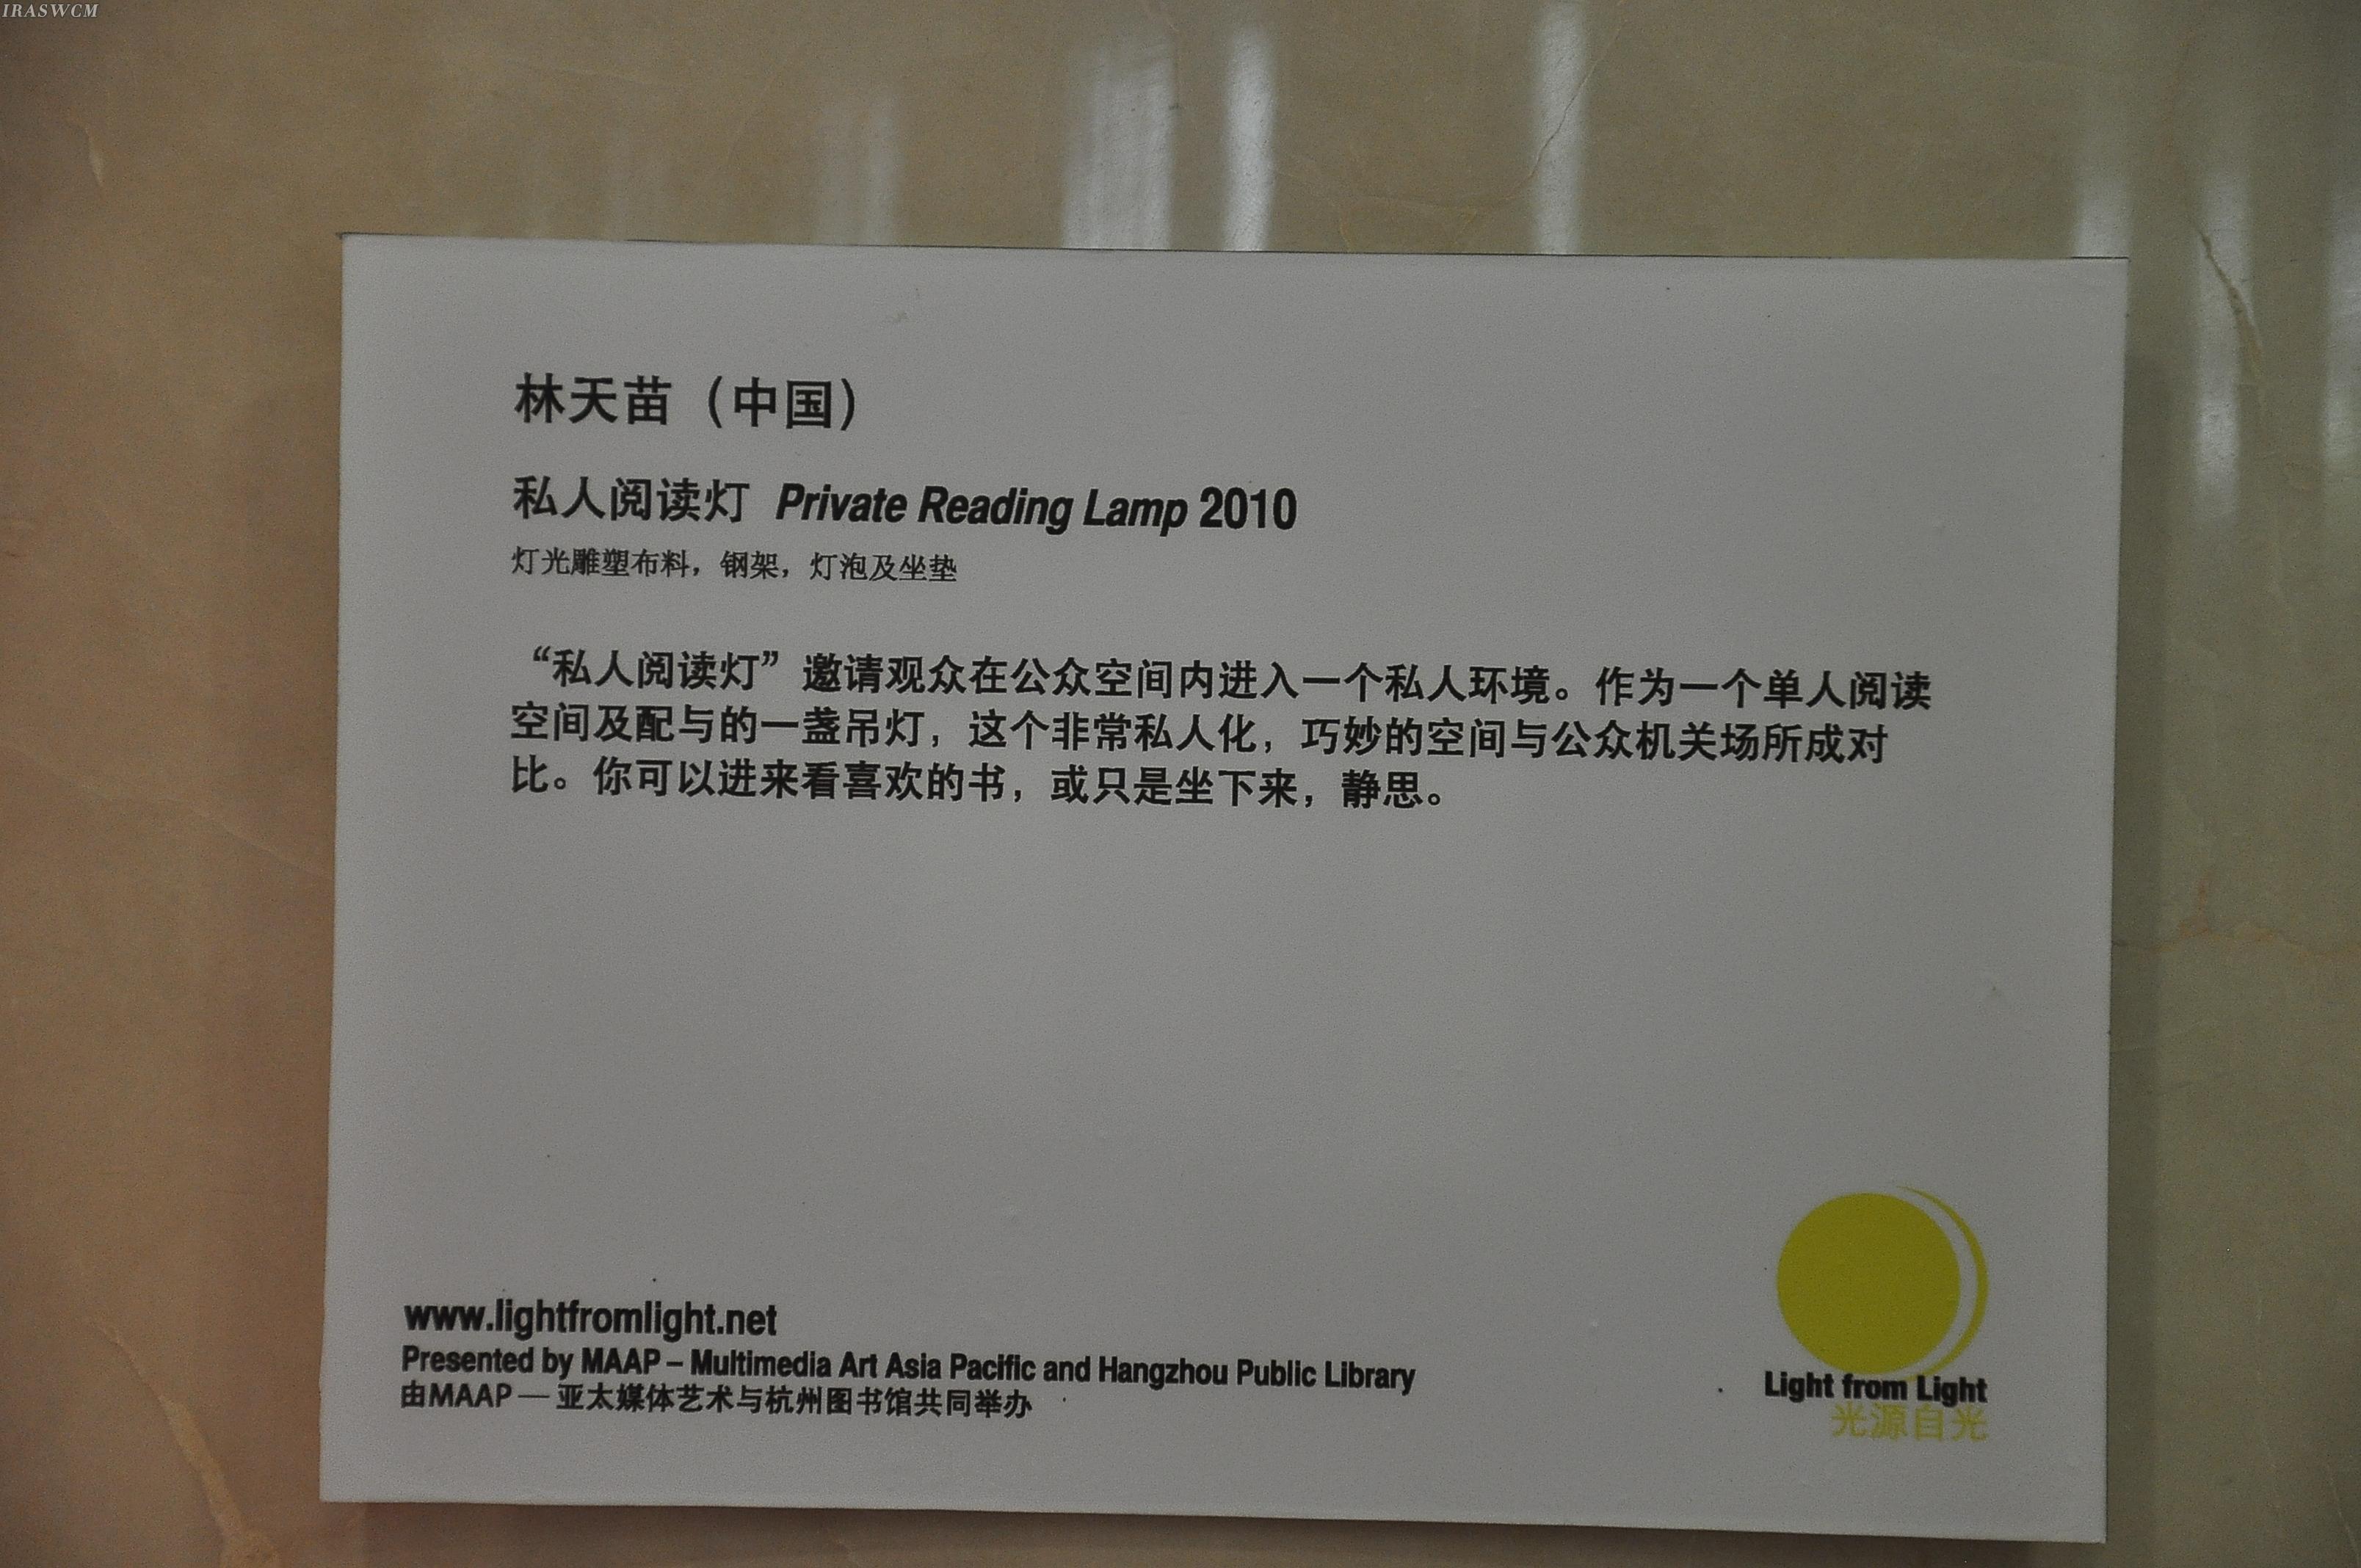 IRASWCM
林天苗（中国）
私人阅读灯 Private Reading Lamp 2010
灯光雕塑布料，钢架，灯泡及坐垫
“私人阅读灯”邀请观众在公众空间内进入一个私人环境。作为一个单人阅读
空间及配与的一盏吊灯，这个非常私人化，巧妙的空间与公众机关场所成对
比。你可以进来看喜欢的书，或只是坐下来，静思。
www.lightfromlight.net
Presented by MAAP – Multimedia Art Asia Pacific and Hangzhou Public Library
由MAAP — 亚太媒体艺术与杭州图书馆共同举办
Light from Light
光源自光